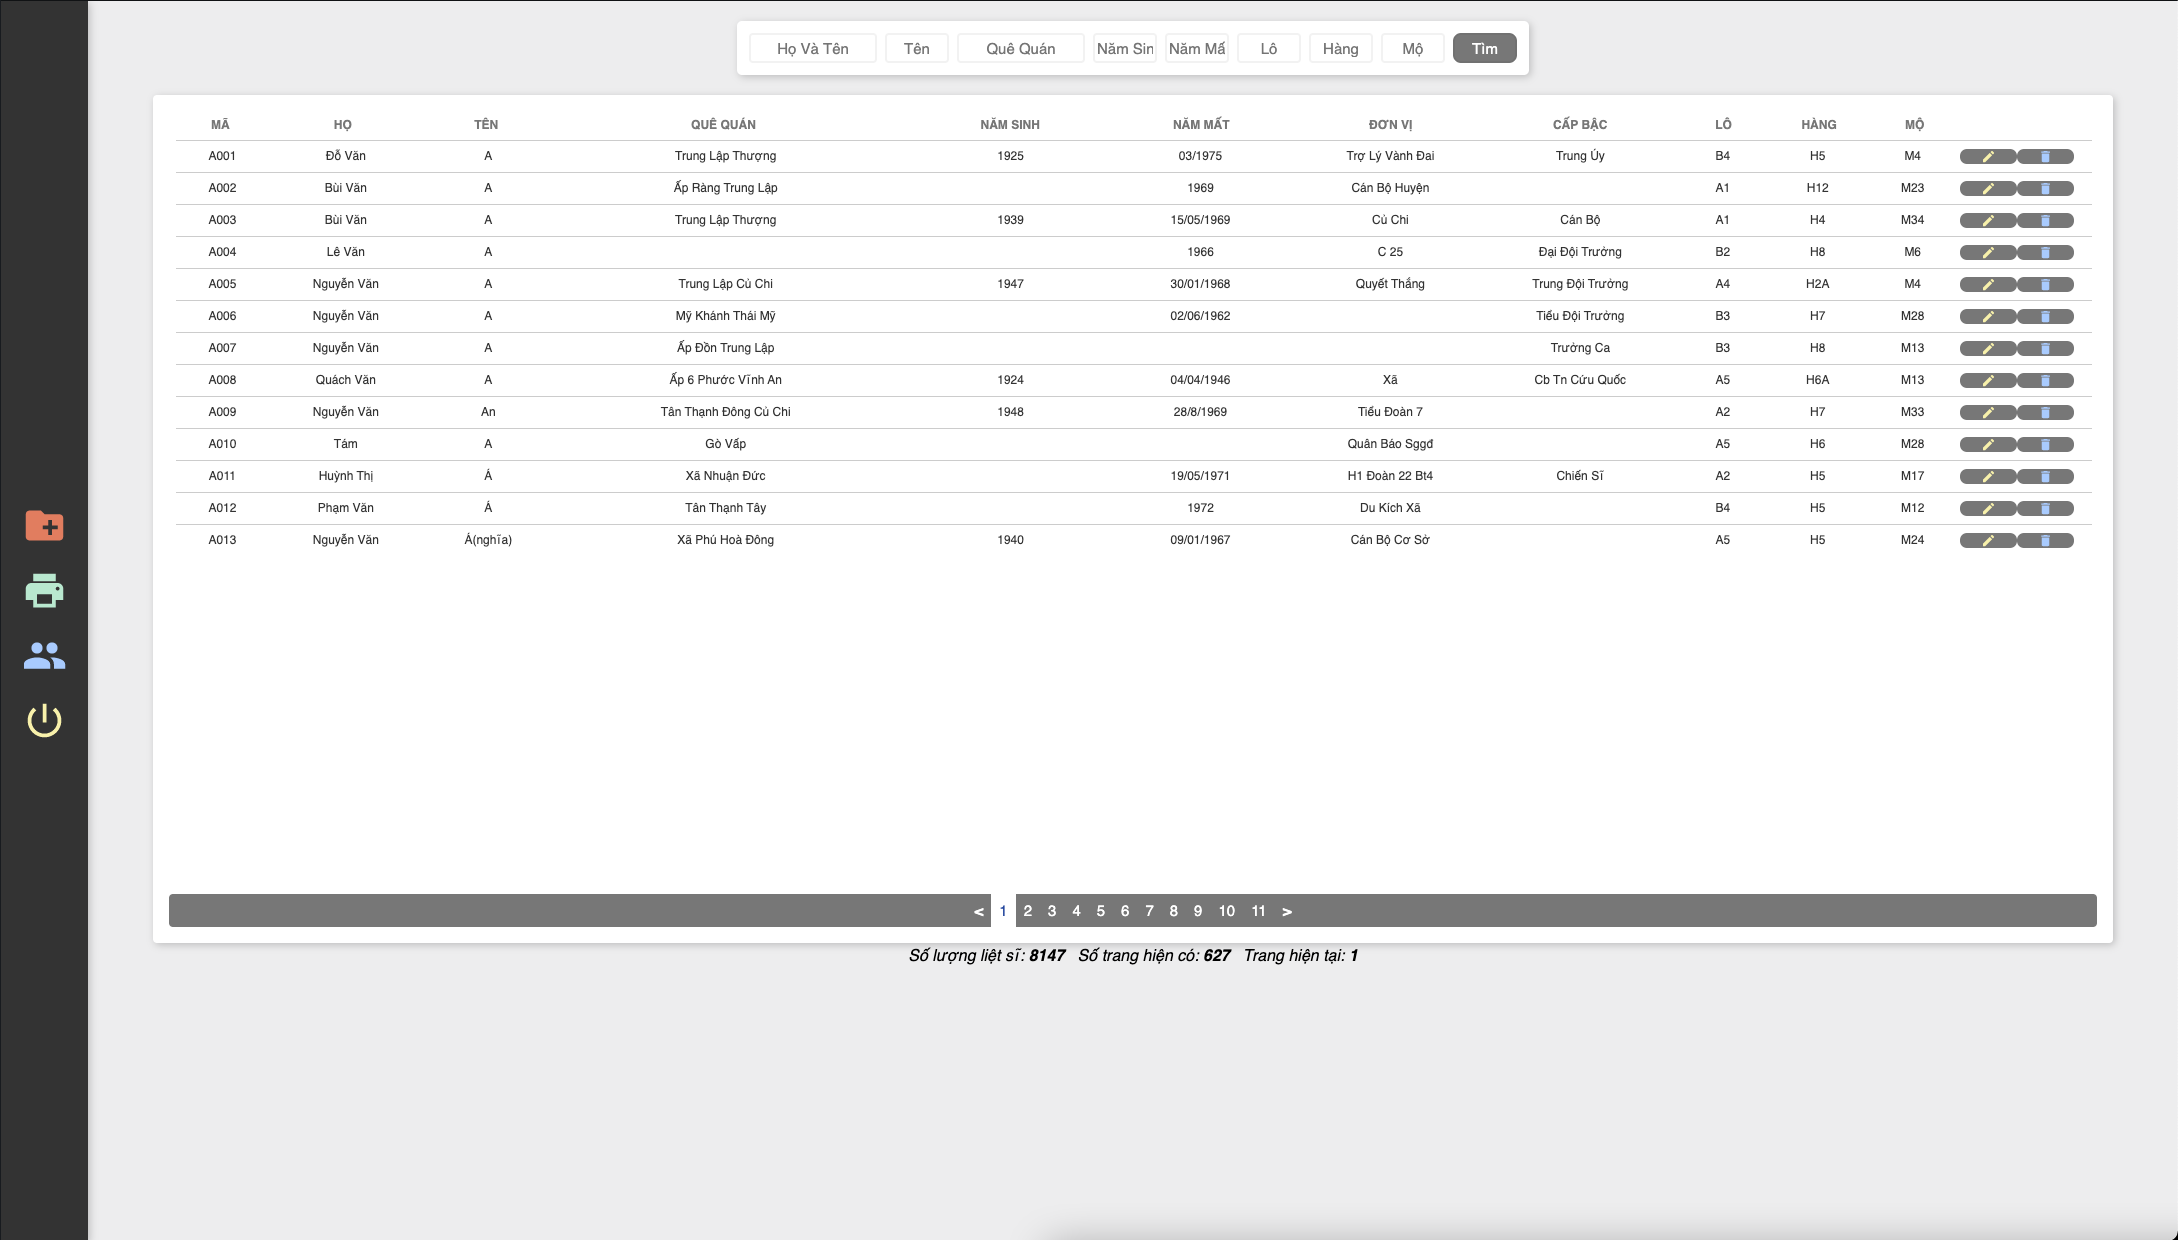 Họ Và Tên Tên Quê Quán Năm Sin Năm Mấ Lô Hàng Mộ Tìm
MÃ HỌ TÊN QUÊ QUÁN NĂM SINH NĂM MẤT ĐƠN VỊ CẤP BẬC LÔ HÀNG MỘ
A001 Đỗ Văn A Trung Lập Thượng 1925 03/1975 Trợ Lý Vành Đai Trung Úy B4 H5 M4
A002 Bùi Văn A Ấp Ràng Trung Lập 1969 Cán Bộ Huyện A1 H12 M23
A003 Bùi Văn A Trung Lập Thượng 1939 15/05/1969 Củ Chi Cán Bộ A1 H4 M34
A004 Lê Văn A 1966 C 25 Đại Đội Trưởng B2 H8 M6
A005 Nguyễn Văn A Trung Lập Củ Chi 1947 30/01/1968 Quyết Thắng Trung Đội Trưởng A4 H2A M4
A006 Nguyễn Văn A Mỹ Khánh Thái Mỹ 02/06/1962 Tiểu Đội Trưởng B3 H7 M28
A007 Nguyễn Văn A Ấp Đồn Trung Lập Trưởng Ca B3 H8 M13
A008 Quách Văn A Ấp 6 Phước Vĩnh An 1924 04/04/1946 Xã Cb Tn Cứu Quốc A5 H6A M13
A009 Nguyễn Văn An Tân Thạnh Đông Củ Chi 1948 28/8/1969 Tiểu Đoàn 7 A2 H7 M33
A010 Tám A Gò Vấp Quân Báo Sggđ A5 H6 M28
A011 Huỳnh Thị Á Xã Nhuận Đức 19/05/1971 H1 Đoàn 22 Bt4 Chiến Sĩ A2 H5 M17
A012 Phạm Văn Á Tân Thạnh Tây 1972 Du Kích Xã B4 H5 M12
A013 Nguyễn Văn Á(nghĩa) Xã Phú Hoà Đông 1940 09/01/1967 Cán Bộ Cơ Sở A5 H5 M24
< 1 2 3 4 5 6 7 8 9 10 11 >
Số lượng liệt sĩ: 8147 Số trang hiện có: 627 Trang hiện tại: 1